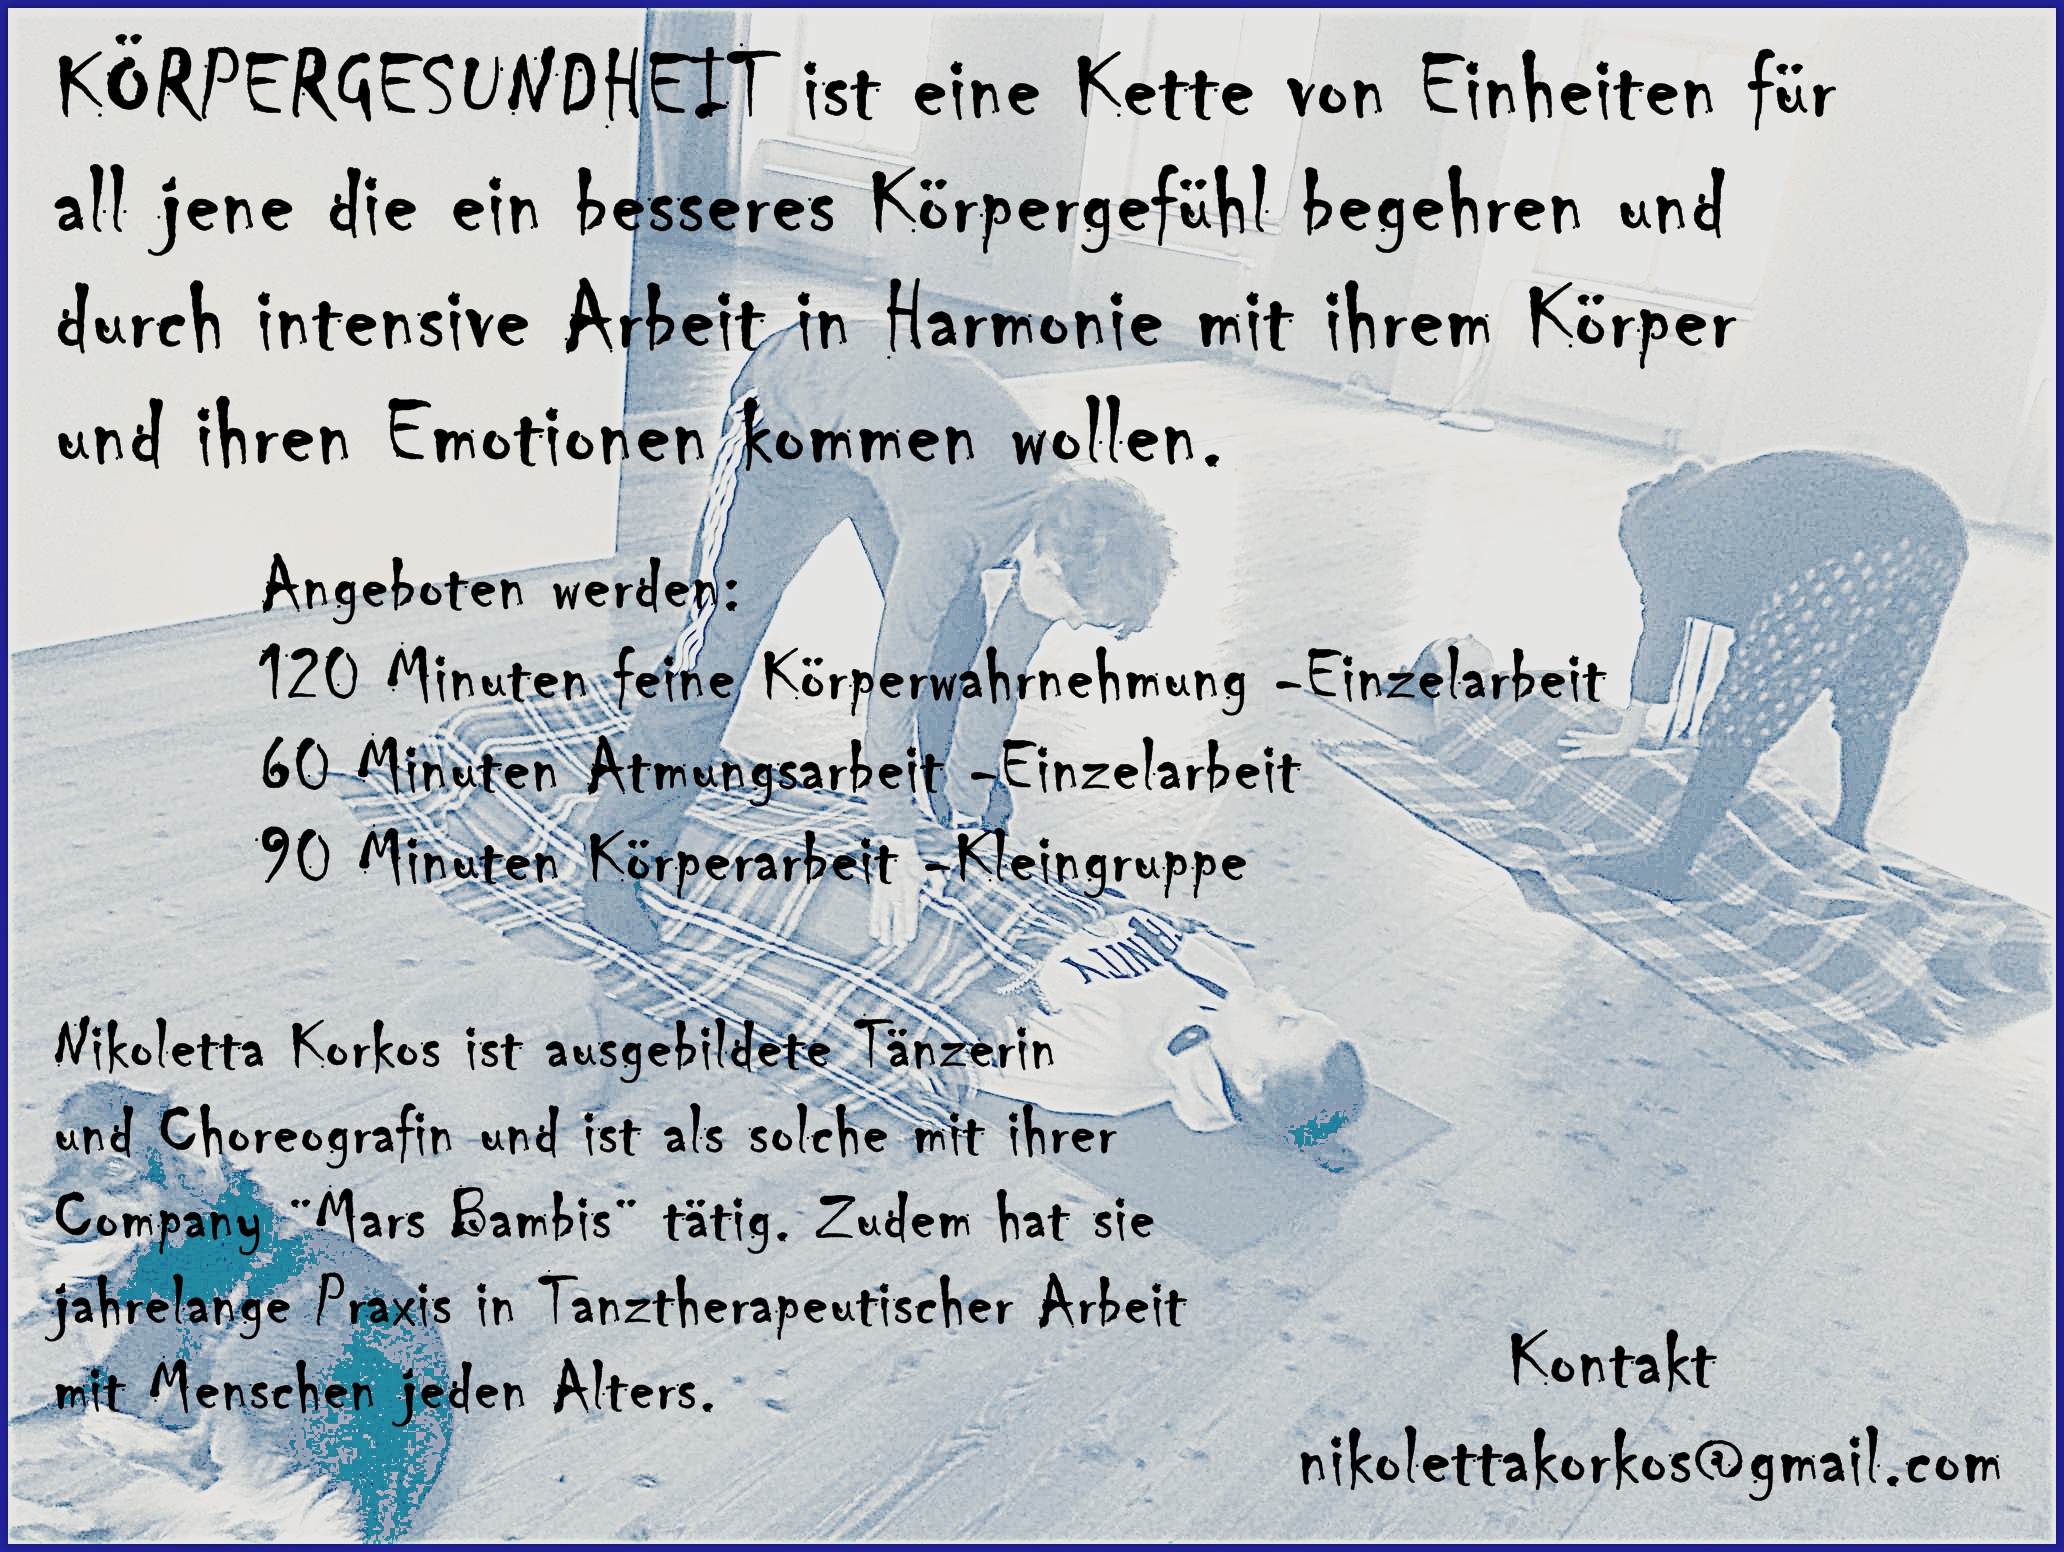 KÖRPERGESUNDHEIT ist eine Kette von Einheiten für
all jene die ein besseres Körpergefühl begehren und
durch intensive Arbeit in Harmonie mit ihrem Körper
und ihren Emotionen kommen wollen.
Angeboten werden:
120 Minuten feine Körperwahrnehmung -Einzelarbeit
60 Minuten Atmungsarbeit -Einzelarbeit
90 Minuten Körperarbeit -Kleingruppe
Nikoletta Korkos ist ausgebildete Tänzerin
und Choreografin und ist als solche mit ihrer
Company "Mars Bambis" tätig. Zudem hat sie
jahrelange Praxis in Tanztherapeutischer Arbeit
mit Menschen jeden Alters.
Kontakt
nikolettakorkos@gmail.com